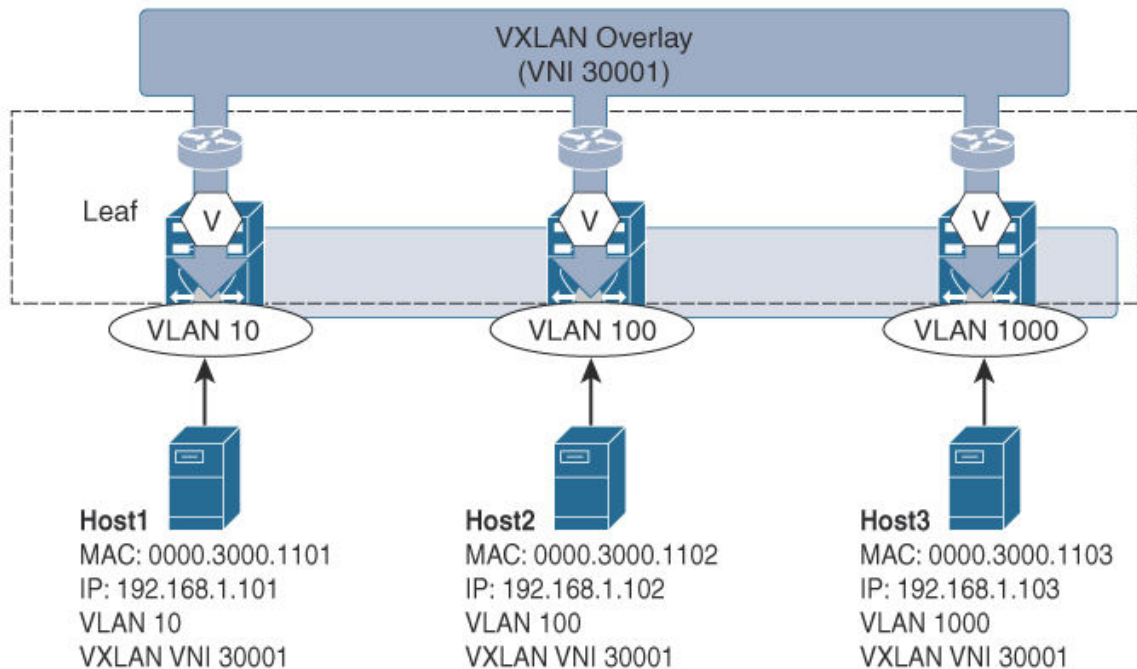 VXLAN Overlay
(VNI 30001)
Leaf
V
V
V
VLAN 10
VLAN 100
VLAN 1000
Host1
MAC: 0000.3000.1101
IP: 192.168.1.101
VLAN 10
VXLAN VNI 30001
Host2
MAC: 0000.3000.1102
IP: 192.168.1.102
VLAN 100
VXLAN VNI 30001
Host3
MAC: 0000.3000.1103
IP: 192.168.1.103
VLAN 1000
VXLAN VNI 30001